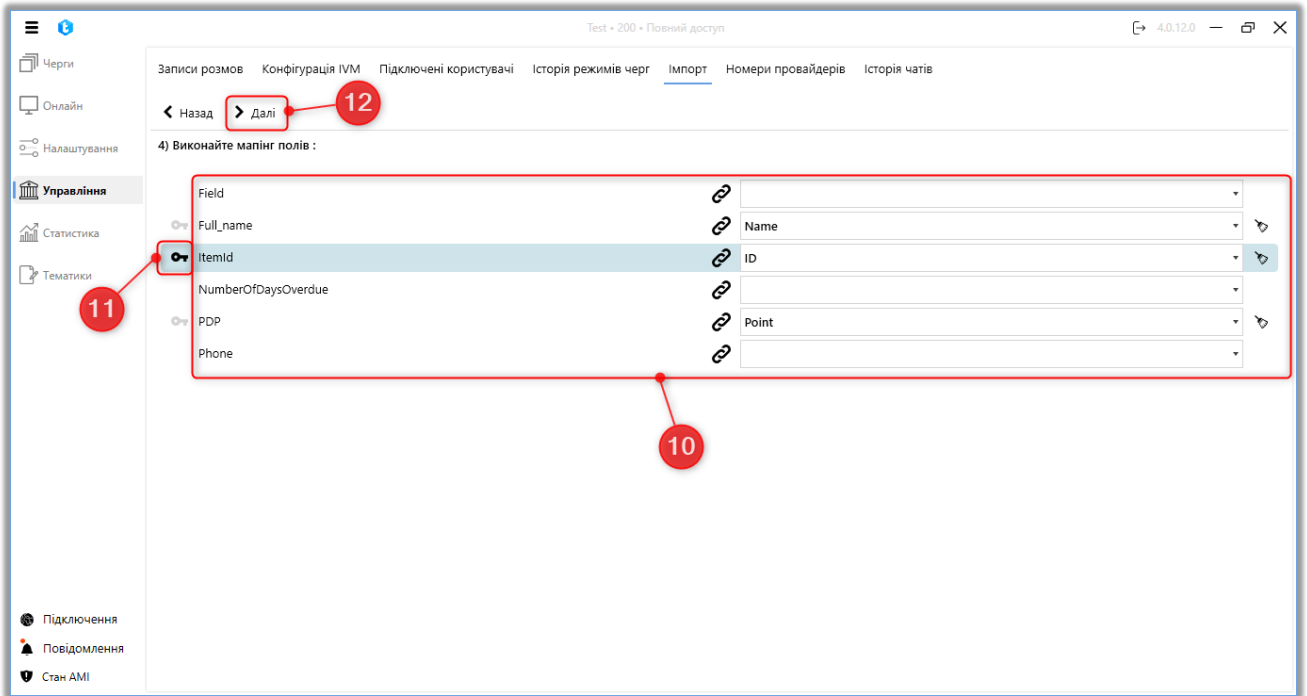 Test • 200 • Повний доступ
4.0.12.0
Черги
Онлайн
Налаштування
Управління
Статистика
Тематики
Записи розмов Конфігурація IVM Підключені користувачі Історія режимів черг Імпорт Номери провайдерів Історія чатів
Назад Далі 12
4) Виконайте мапінг полів :
Field
Full_name Name
ItemId ID
NumberOfDaysOverdue
PDP Point
Phone
11
10
Підключення
Повідомлення
Стан AMI